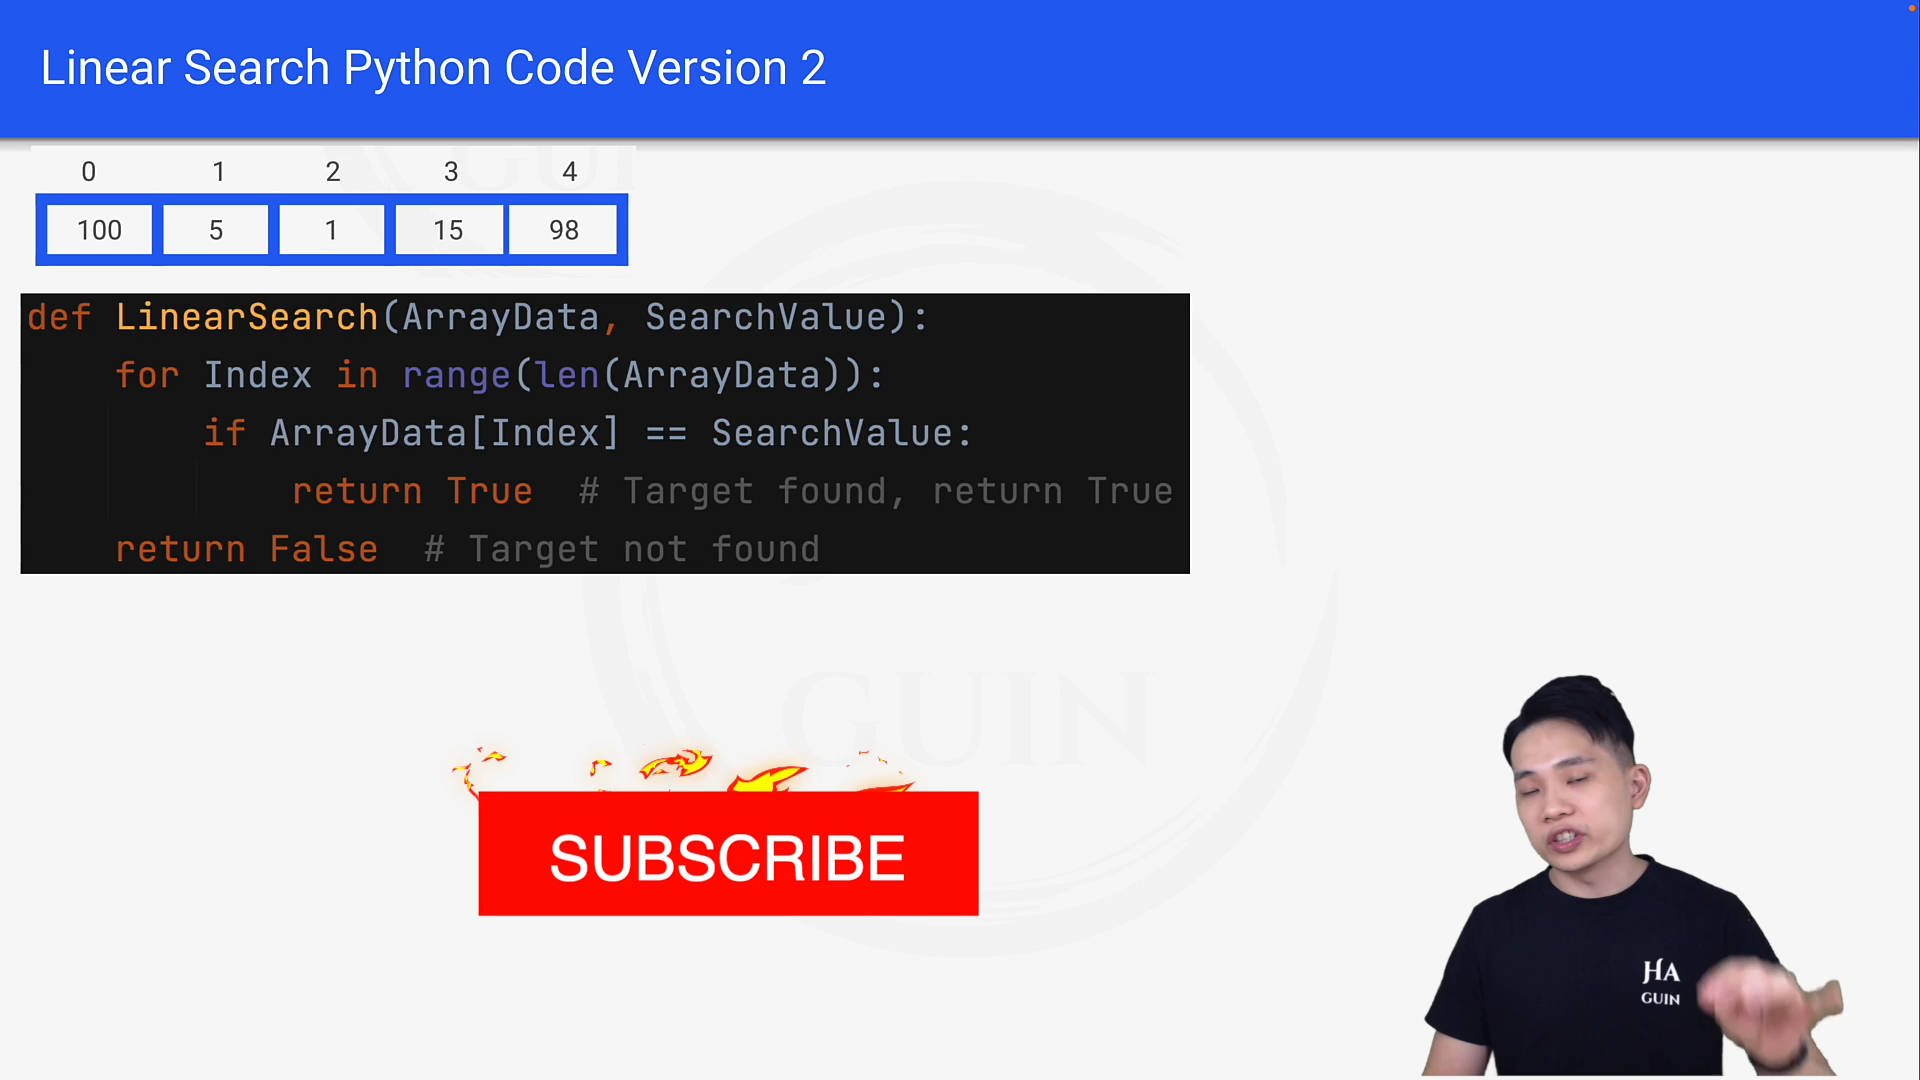 Linear Search Python Code Version 2
0 1 2 3 4
100 5 1 15 98
def LinearSearch(ArrayData, SearchValue):
    for Index in range(len(ArrayData)):
        if ArrayData[Index] == SearchValue:
            return True  # Target found, return True
    return False  # Target not found
GUIN
SUBSCRIBE
HA
GUIN